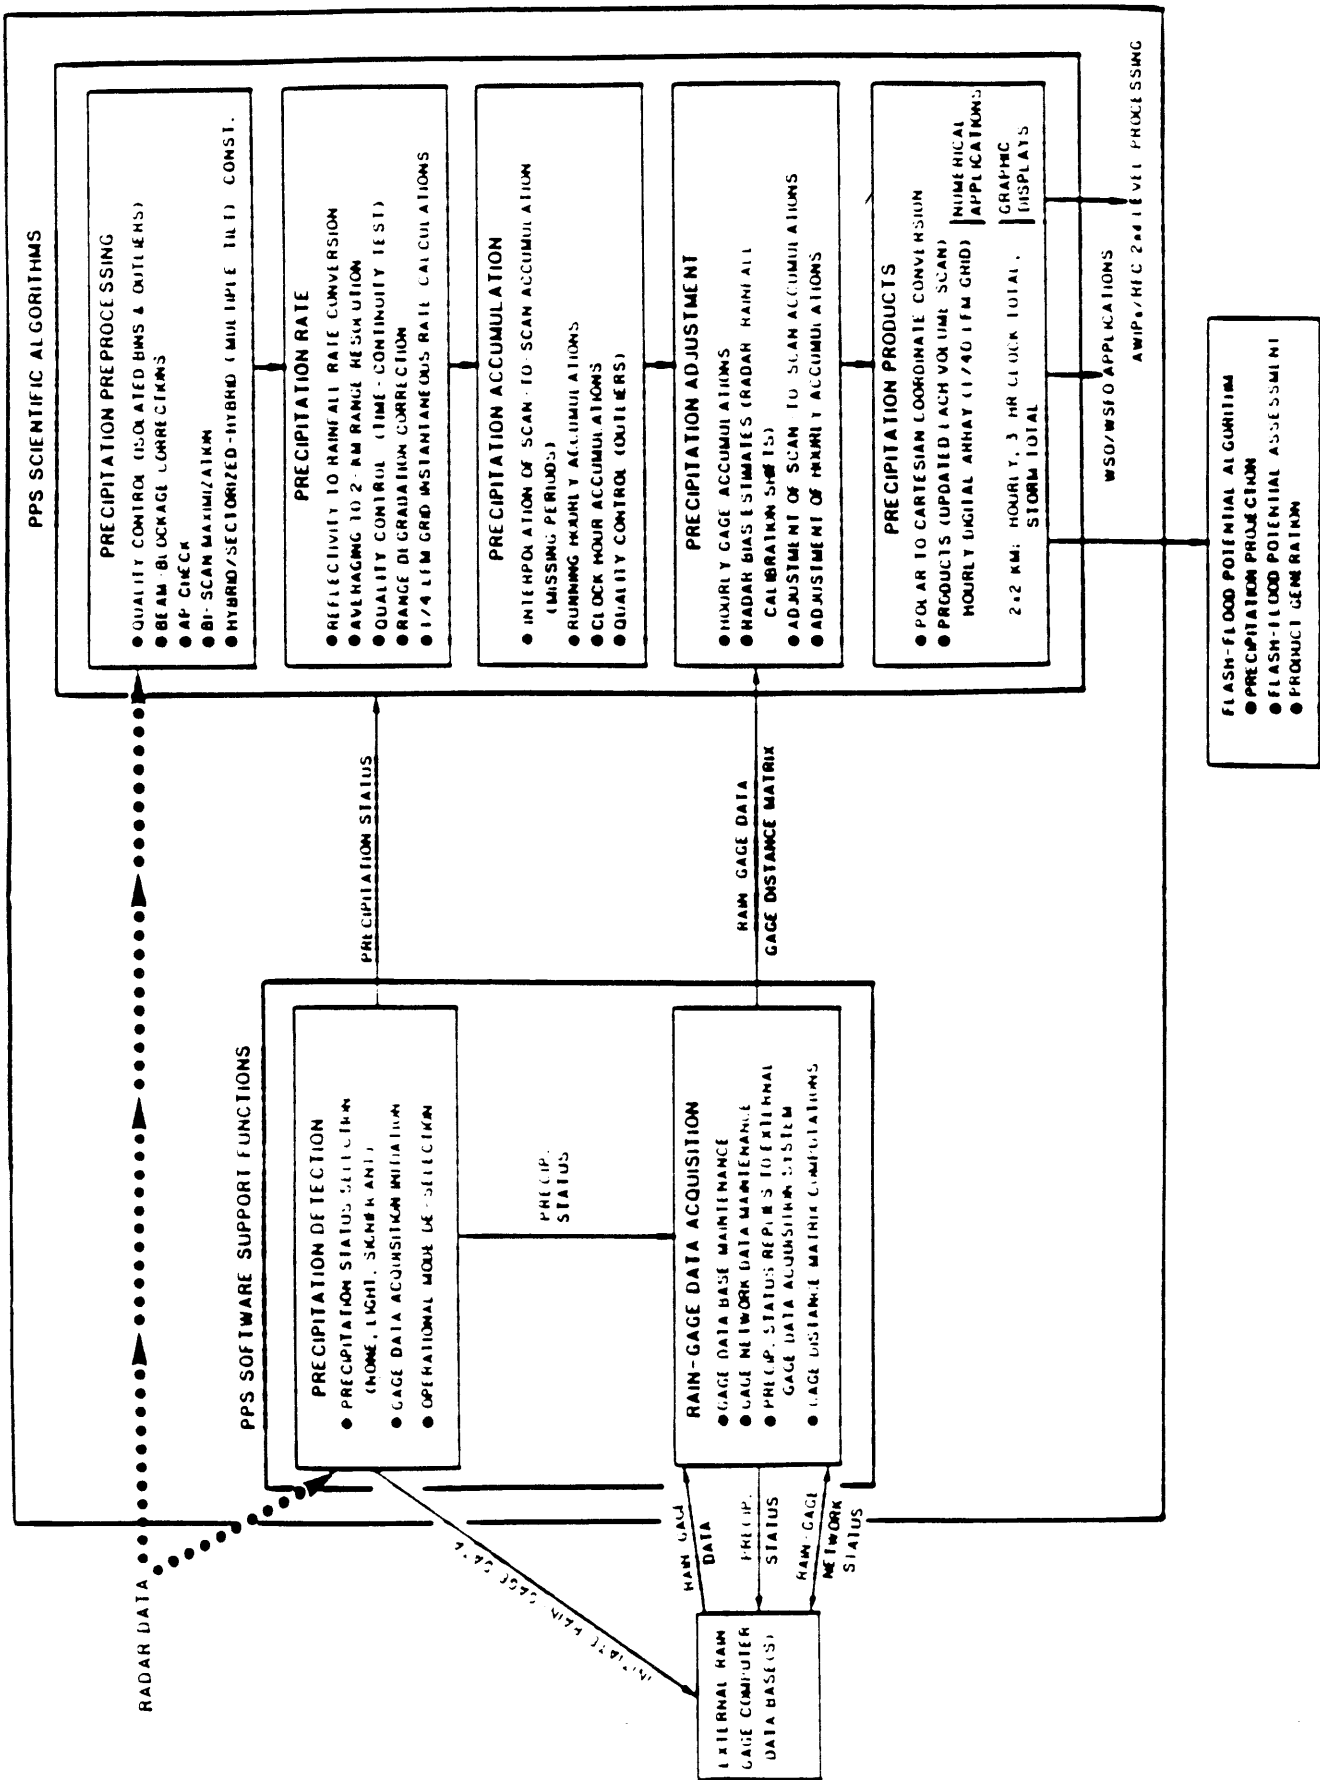 PPS SCIENTIFIC ALGORITHMS
PRECIPITATION PREPROCESSING
● QUALITY CONTROL (ISOLATED BINS & OUTLIERS)
● BEAM-BLOCKAGE CORRECTIONS
● AP CHECK
● BI-SCAN MAXIMIZATION
● HYBRID/SECTORIZED-HYBRID (MULTIPLE TILT) CONST.
PRECIPITATION RATE
● REFLECTIVITY TO RAINFALL RATE CONVERSION
● AVERAGING TO 2-KM RANGE RESOLUTION
● QUALITY CONTROL (TIME-CONTINUITY TEST)
● RANGE DEGRADATION CORRECTION
● 1/4 LFM GRID INSTANTANEOUS RATE CALCULATIONS
PRECIPITATION ACCUMULATION
● INTERPOLATION OF SCAN-TO-SCAN ACCUMULATION
(MISSING PERIODS)
● RUNNING HOURLY ACCUMULATIONS
● CLOCK HOUR ACCUMULATIONS
● QUALITY CONTROL (OUTLIERS)
PRECIPITATION ADJUSTMENT
● HOURLY GAGE ACCUMULATIONS
● RADAR BIAS ESTIMATES (RADAR RAINFALL
CALIBRATION SHIFTS)
● ADJUSTMENT OF SCAN TO SCAN ACCUMULATIONS
● ADJUSTMENT OF HOURLY ACCUMULATIONS
PRECIPITATION PRODUCTS
● POLAR TO CARTESIAN COORDINATE CONVERSION
● PRODUCTS (UPDATED EACH VOLUME SCAN)
HOURLY DIGITAL ARRAY (1/40 LFM GRID)
NUMERICAL
APPLICATIONS
2x2 KM: HOURLY, 3 HR CLOCK TOTAL,
STORM TOTAL
GRAPHIC
DISPLAYS
WSO/WSFO APPLICATIONS
AWIPs/RFC 2nd LEVEL PROCESSING
FLASH-FLOOD POTENTIAL ALGORITHM
● PRECIPITATION PROJECTION
● FLASH-FLOOD POTENTIAL ASSESSMENT
● PRODUCT GENERATION
PRECIPITATION STATUS
RAIN GAGE DATA
GAGE DISTANCE MATRIX
PPS SOFTWARE SUPPORT FUNCTIONS
PRECIPITATION DETECTION
● PRECIPITATION STATUS SELECTION
(NONE, LIGHT, SIGNIFICANT)
● GAGE DATA ACQUISITION INITIATION
● OPERATIONAL MODE DE-SELECTION
PRECIP.
STATUS
RAIN-GAGE DATA ACQUISITION
● GAGE DATA BASE MAINTENANCE
● GAGE NETWORK DATA MAINTENANCE
● PRECIP. STATUS REPLIES TO EXTERNAL
GAGE DATA ACQUISITION SYSTEM
● GAGE DISTANCE MATRIX COMPUTATIONS
RADAR DATA
INITIATE RAIN GAGE DATA
RAIN GAGE
DATA
PRECIP.
STATUS
RAIN-GAGE
NETWORK
STATUS
EXTERNAL RAIN
GAGE COMPUTER
DATA BASE(S)